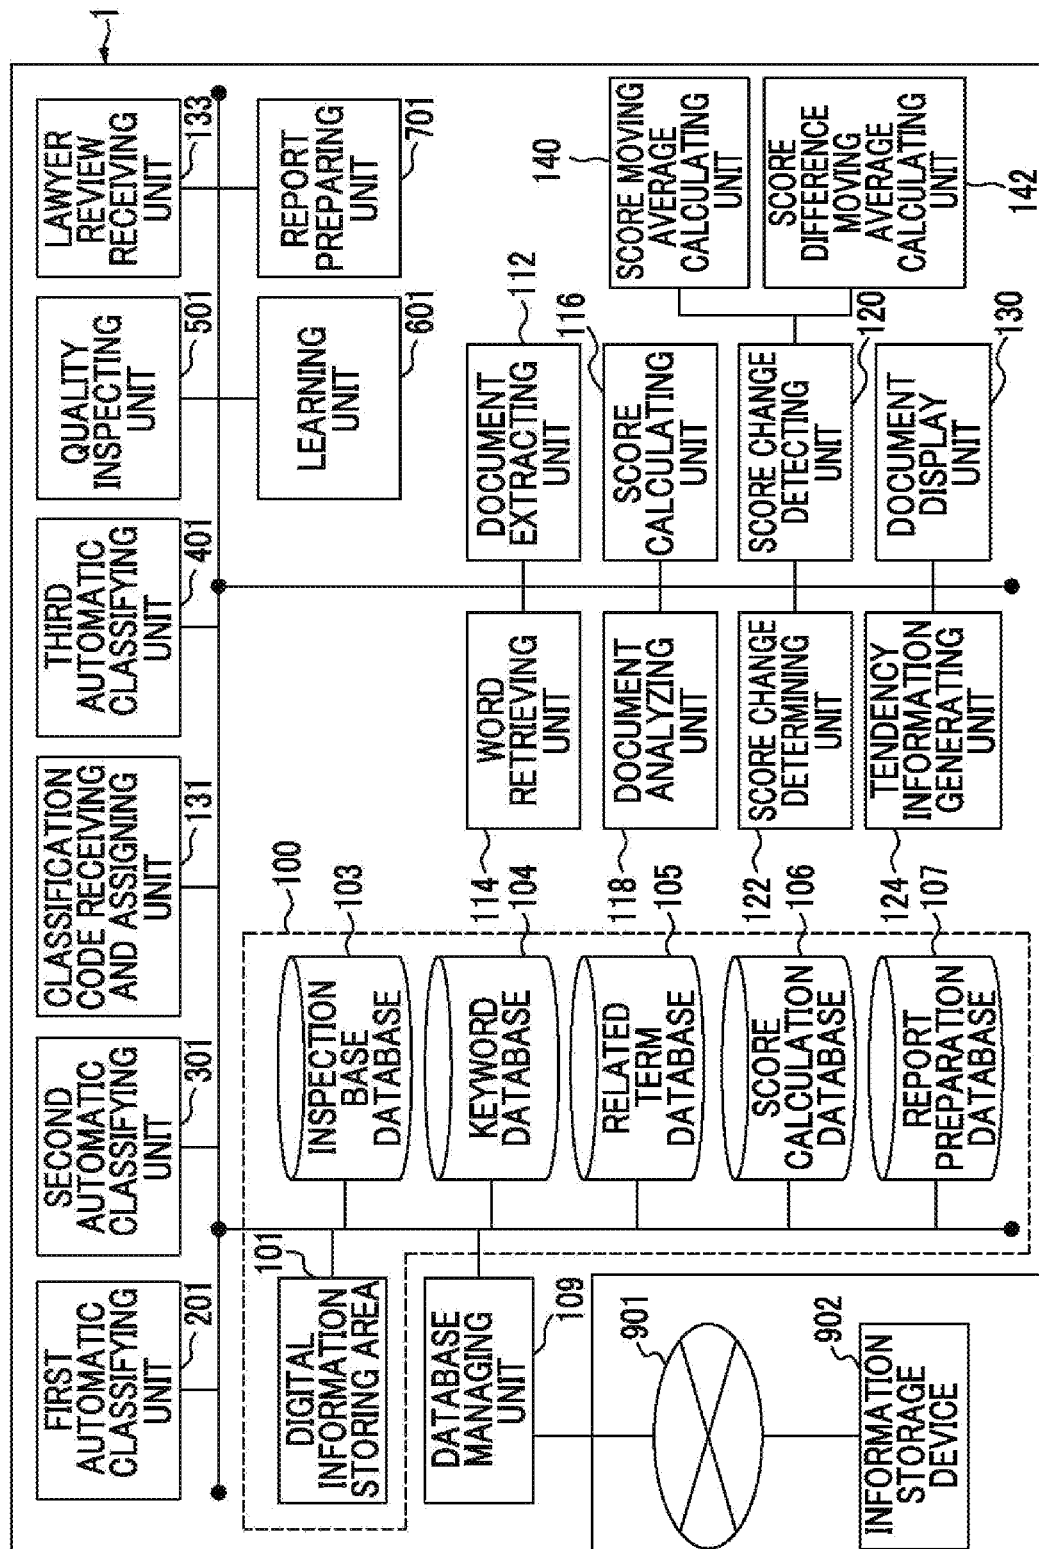 1
FIRST
AUTOMATIC
CLASSIFYING
UNIT
201
SECOND
AUTOMATIC
CLASSIFYING
UNIT
301
CLASSIFICATION
CODE RECEIVING
AND ASSIGNING
UNIT
131
THIRD
AUTOMATIC
CLASSIFYING
UNIT
401
QUALITY
INSPECTING
UNIT
501
LAWYER
REVIEW
RECEIVING
UNIT
133
LEARNING
UNIT
601
REPORT
PREPARING
UNIT
701
DIGITAL
INFORMATION
STORING AREA
101
100
INSPECTION
BASE
DATABASE
103
KEYWORD
DATABASE
104
RELATED
TERM
DATABASE
105
SCORE
CALCULATION
DATABASE
106
REPORT
PREPARATION
DATABASE
107
DATABASE
MANAGING
UNIT
109
901
INFORMATION
STORAGE
DEVICE
902
WORD
RETRIEVING
UNIT
114
DOCUMENT
EXTRACTING
UNIT
112
DOCUMENT
ANALYZING
UNIT
118
SCORE
CALCULATING
UNIT
116
SCORE CHANGE
DETERMINING
UNIT
122
SCORE CHANGE
DETECTING
UNIT
120
TENDENCY
INFORMATION
GENERATING
UNIT
124
DOCUMENT
DISPLAY
UNIT
130
SCORE MOVING
AVERAGE
CALCULATING
UNIT
140
SCORE
DIFFERENCE
MOVING
AVERAGE
CALCULATING
UNIT
142